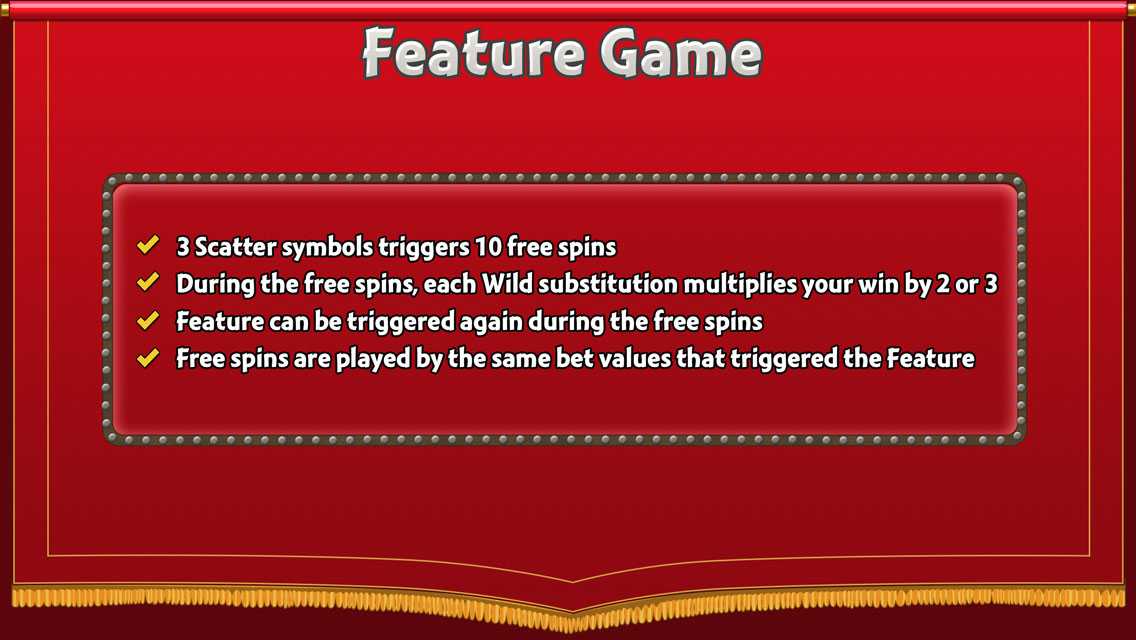 Feature Game
3 Scatter symbols triggers 10 free spins
During the free spins, each Wild substitution multiplies your win by 2 or 3
Feature can be triggered again during the free spins
Free spins are played by the same bet values that triggered the Feature